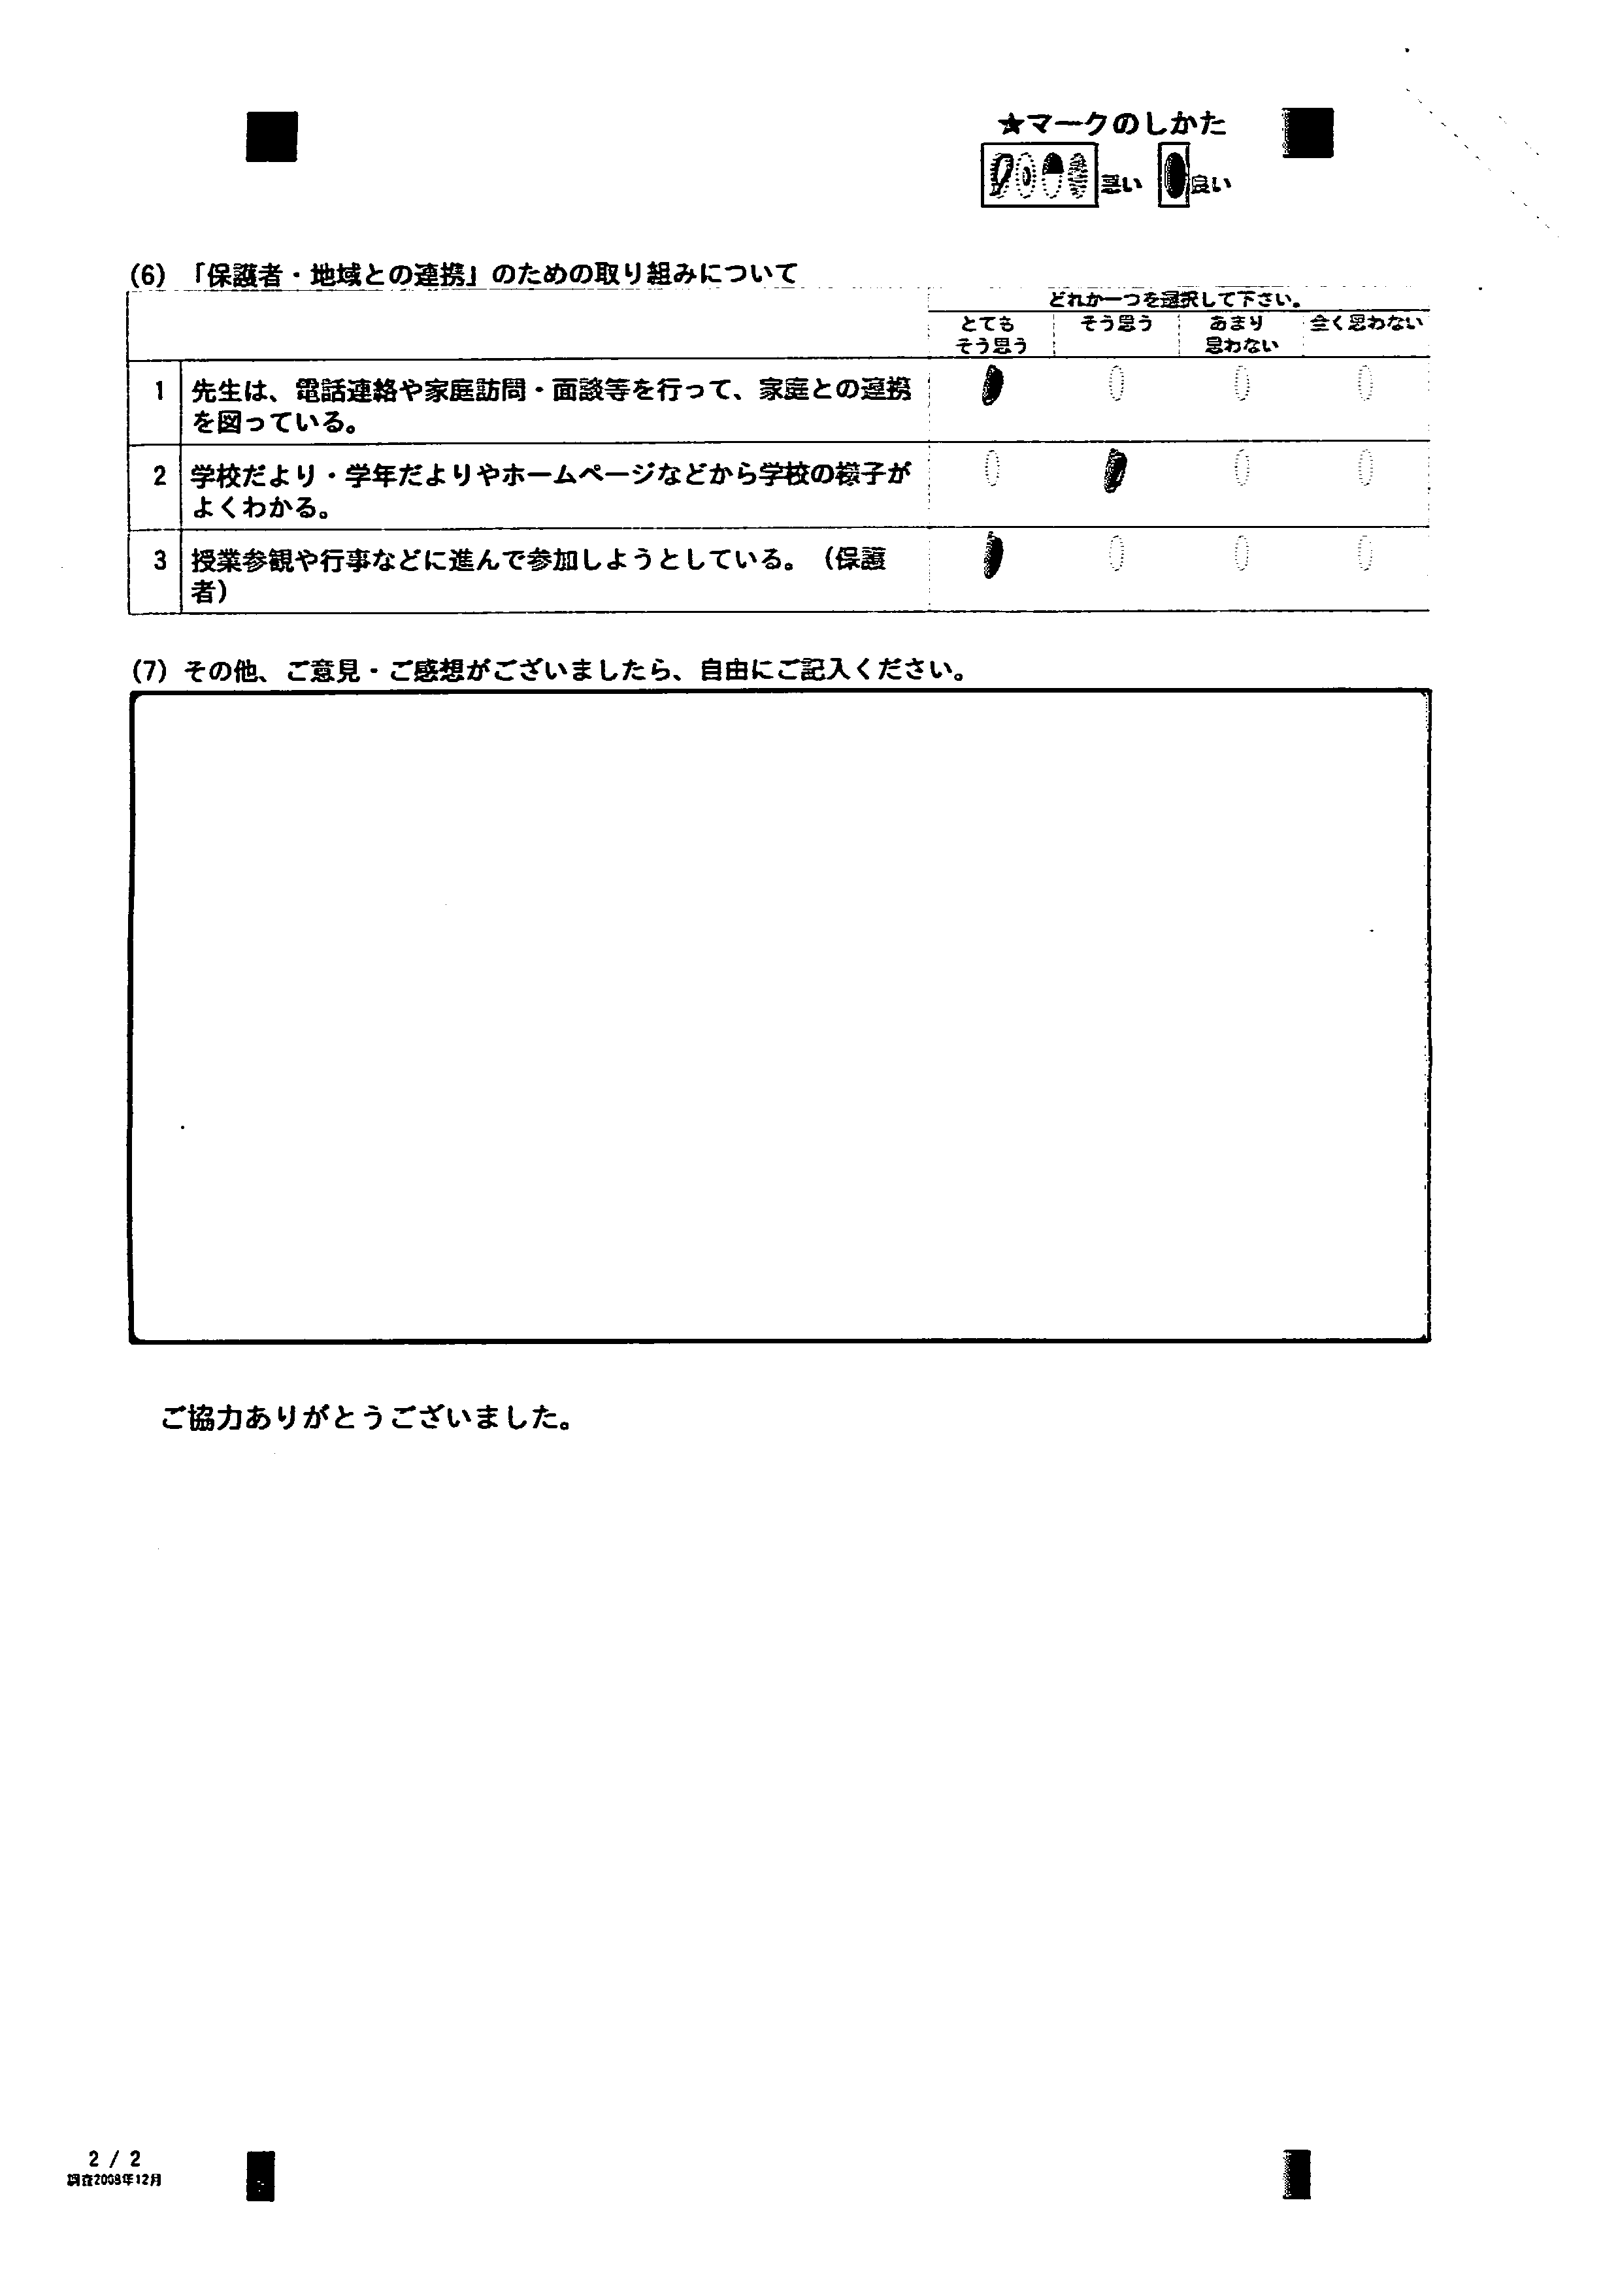 ★マークのしかた
悪い 良い
(6) 「保護者・地域との連携」のための取り組みについて
どれか一つを選択して下さい。
とても そう思う あまり 全く思わない
そう思う 思わない
1 先生は、電話連絡や家庭訪問・面談等を行って、家庭との連携
を図っている。
2 学校だより・学年だよりやホームページなどから学校の様子が
よくわかる。
3 授業参観や行事などに進んで参加しようとしている。（保護
者）
(7) その他、ご意見・ご感想がございましたら、自由にご記入ください。
ご協力ありがとうございました。
2 / 2
調査2008年12月